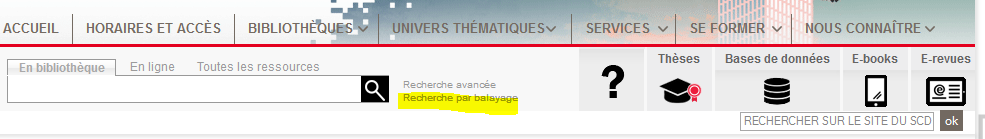 ACCUEIL HORAIRES ET ACCÈS BIBLIOTHÈQUES UNIVERS THÉMATIQUES SERVICES SE FORMER NOUS CONNAÎTRE
En bibliothèque En ligne Toutes les ressources
Recherche avancée
Recherche par balayage
? Thèses Bases de données E-books E-revues
RECHERCHER SUR LE SITE DU SCD ok